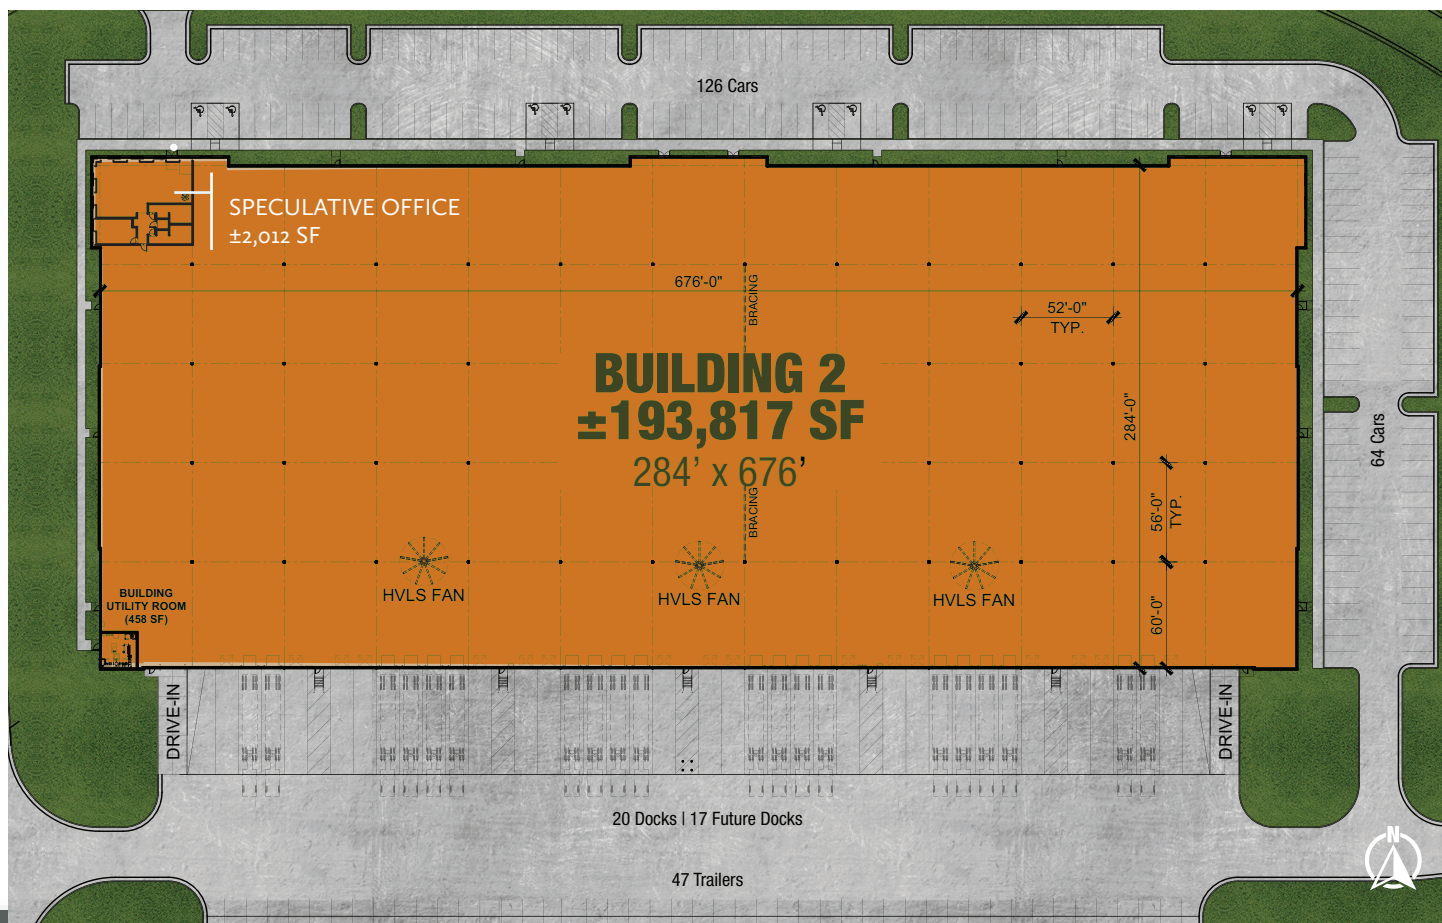 126 Cars
SPECULATIVE OFFICE
±2,012 SF
676'-0"
BRACING
52'-0"
TYP.
BUILDING 2
±193,817 SF
284' x 676'
284'-0"
64 Cars
BRACING
56'-0"
TYP.
HVLS FAN
HVLS FAN
HVLS FAN
BUILDING
UTILITY ROOM
(458 SF)
60'-0"
DRIVE-IN
DRIVE-IN
20 Docks | 17 Future Docks
47 Trailers
N